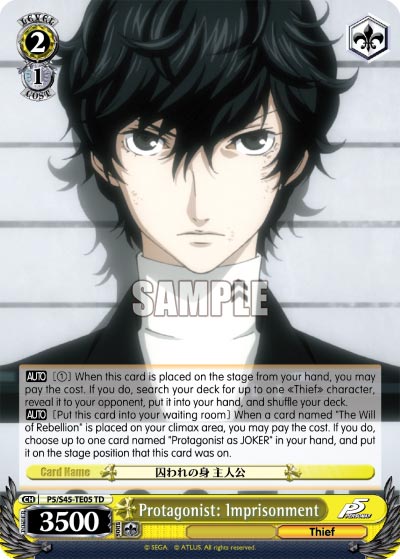 LEVEL
2
1
COST
SAMPLE
AUTO [①] When this card is placed on the stage from your hand, you may
pay the cost. If you do, search your deck for up to one «Thief» character,
reveal it to your opponent, put it into your hand, and shuffle your deck.
AUTO [Put this card into your waiting room] When a card named "The Will
of Rebellion" is placed on your climax area, you may pay the cost. If you do,
choose up to one card named "Protagonist as JOKER" in your hand, and put
it on the stage position that this card was on.
Card Name 囚われの身 主人公
CH P5/S45-TE05 TD
3500
Protagonist: Imprisonment
P5
Thief
© SEGA. © ATLUS. All rights reserved.